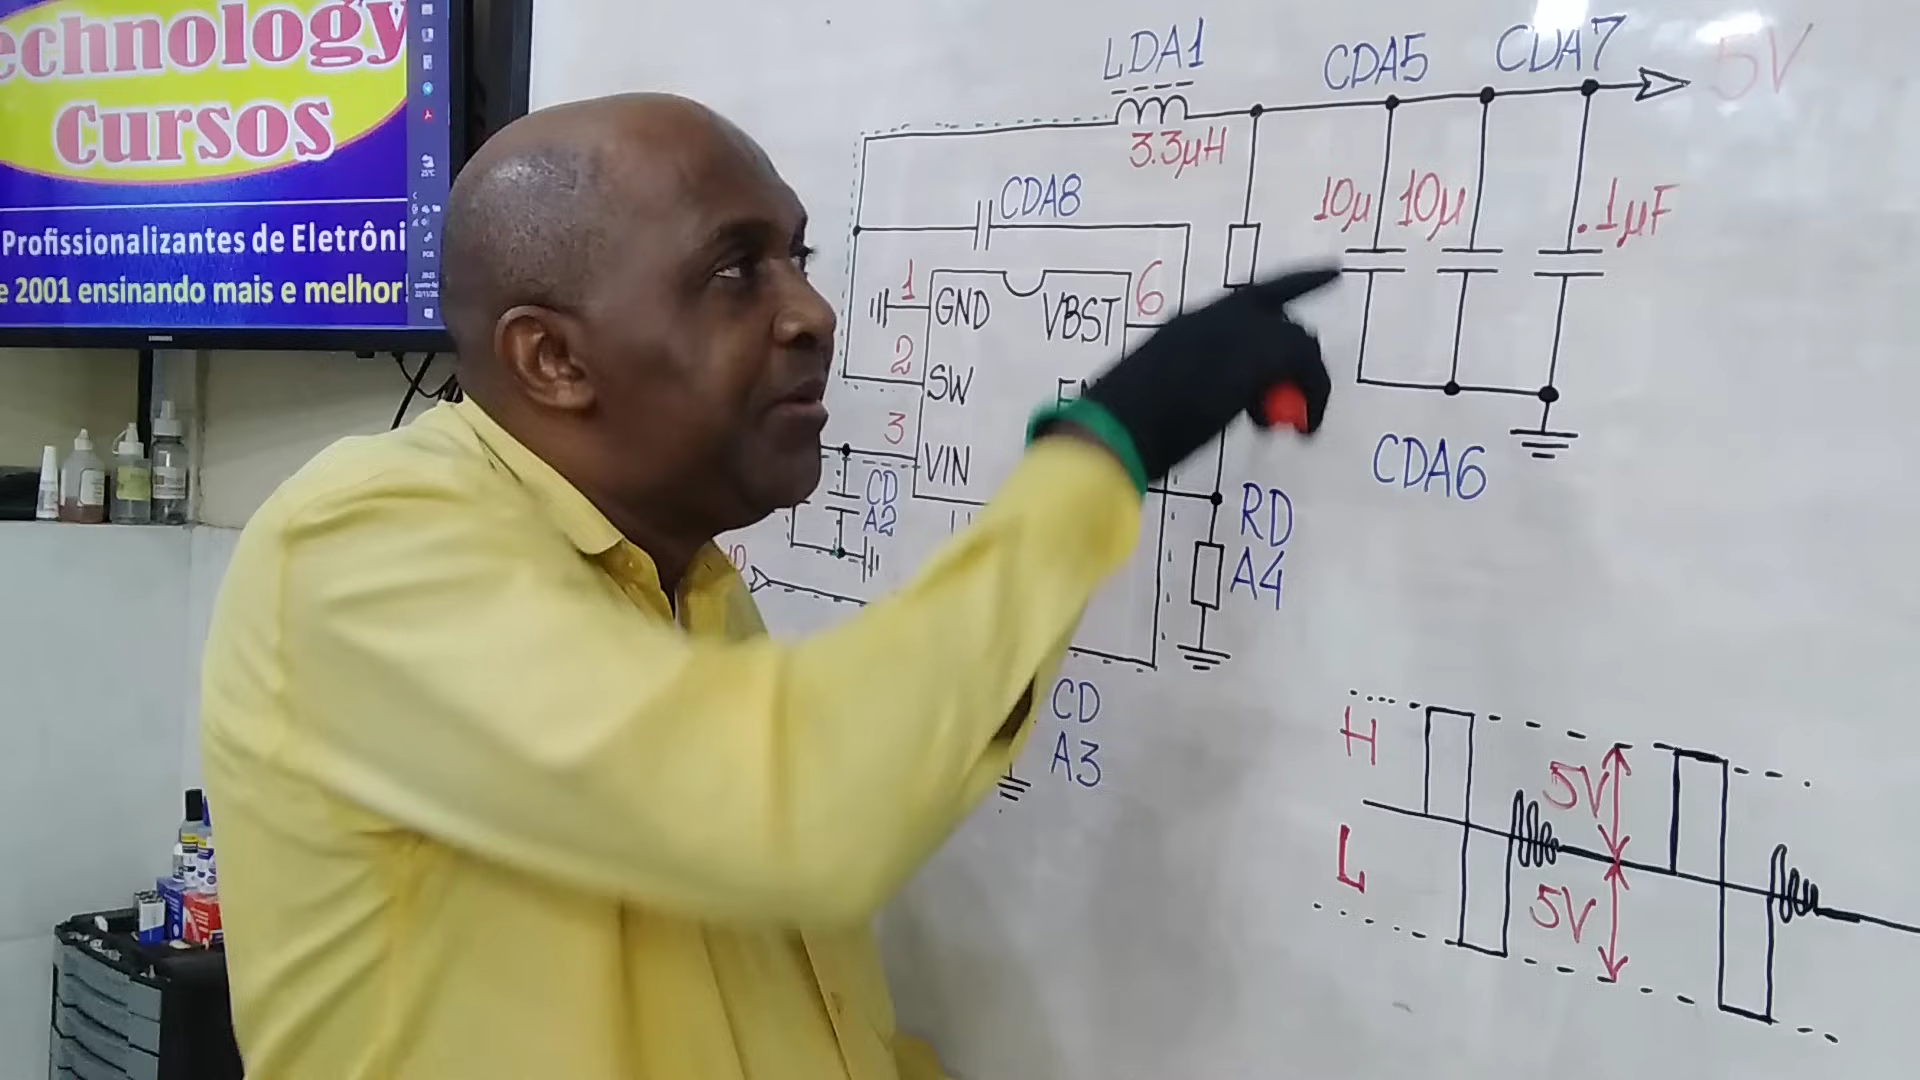 echnology
Cursos
Profissionalizantes de Eletrôni
e 2001 ensinando mais e melhor
LDA1
3.3µH
CDA5
CDA7
5V
CDA8
10µ
10µ
.1µF
1
GND
VBST
6
2
SW
3
VIN
CD
A2
RD
A4
CDA6
CD
A3
H
5V
L
5V